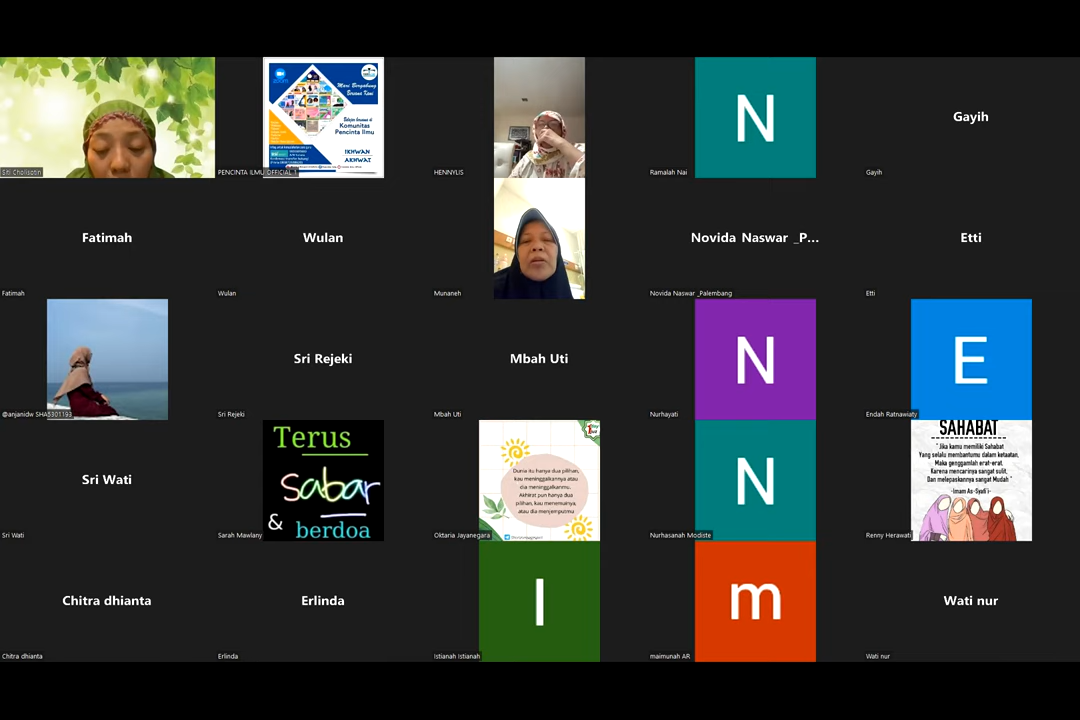 Siti Cholisotin
zoom
Mari Bergabung
Bersama Kami
Belajar bersama di
Komunitas
Pencinta Ilmu
IKHWAN
AKHWAT
PENCINTA ILMU OFFICIAL 1
HENNYLIS
N
Ramalah Nai
Gayih
Gayih
Fatimah
Fatimah
Wulan
Wulan
Munaneh
Novida Naswar _P...
Novida Naswar _Palembang
Etti
Etti
@anjanidw SHA5301193
Sri Rejeki
Sri Rejeki
Mbah Uti
Mbah Uti
N
Nurhayati
E
Endah Ratnawiaty
Sri Wati
Sri Wati
Terus
Sabar
& berdoa
Sarah Mawlany
Dunia itu hanya dua pilihan,
kau meninggalkannya atau
dia meninggalkanmu.
Akhirat pun hanya dua
pilihan, kau menemuinya,
atau dia menjemputmu
Oktaria Jayanegara
N
Nurhasanah Modiste
SAHABAT
"Jika kamu memiliki Sahabat
Yang selalu membantumu dalam ketaatan,
Maka genggamlah erat-erat.
Karena mencarinya sangat sulit,
Dan melepaskannya sangat Mudah "
-Imam As-Syafi'i-
Renny Herawati
Chitra dhianta
Chitra dhianta
Erlinda
Erlinda
I
Istianah Istianah
m
maimunah AR
Wati nur
Wati nur